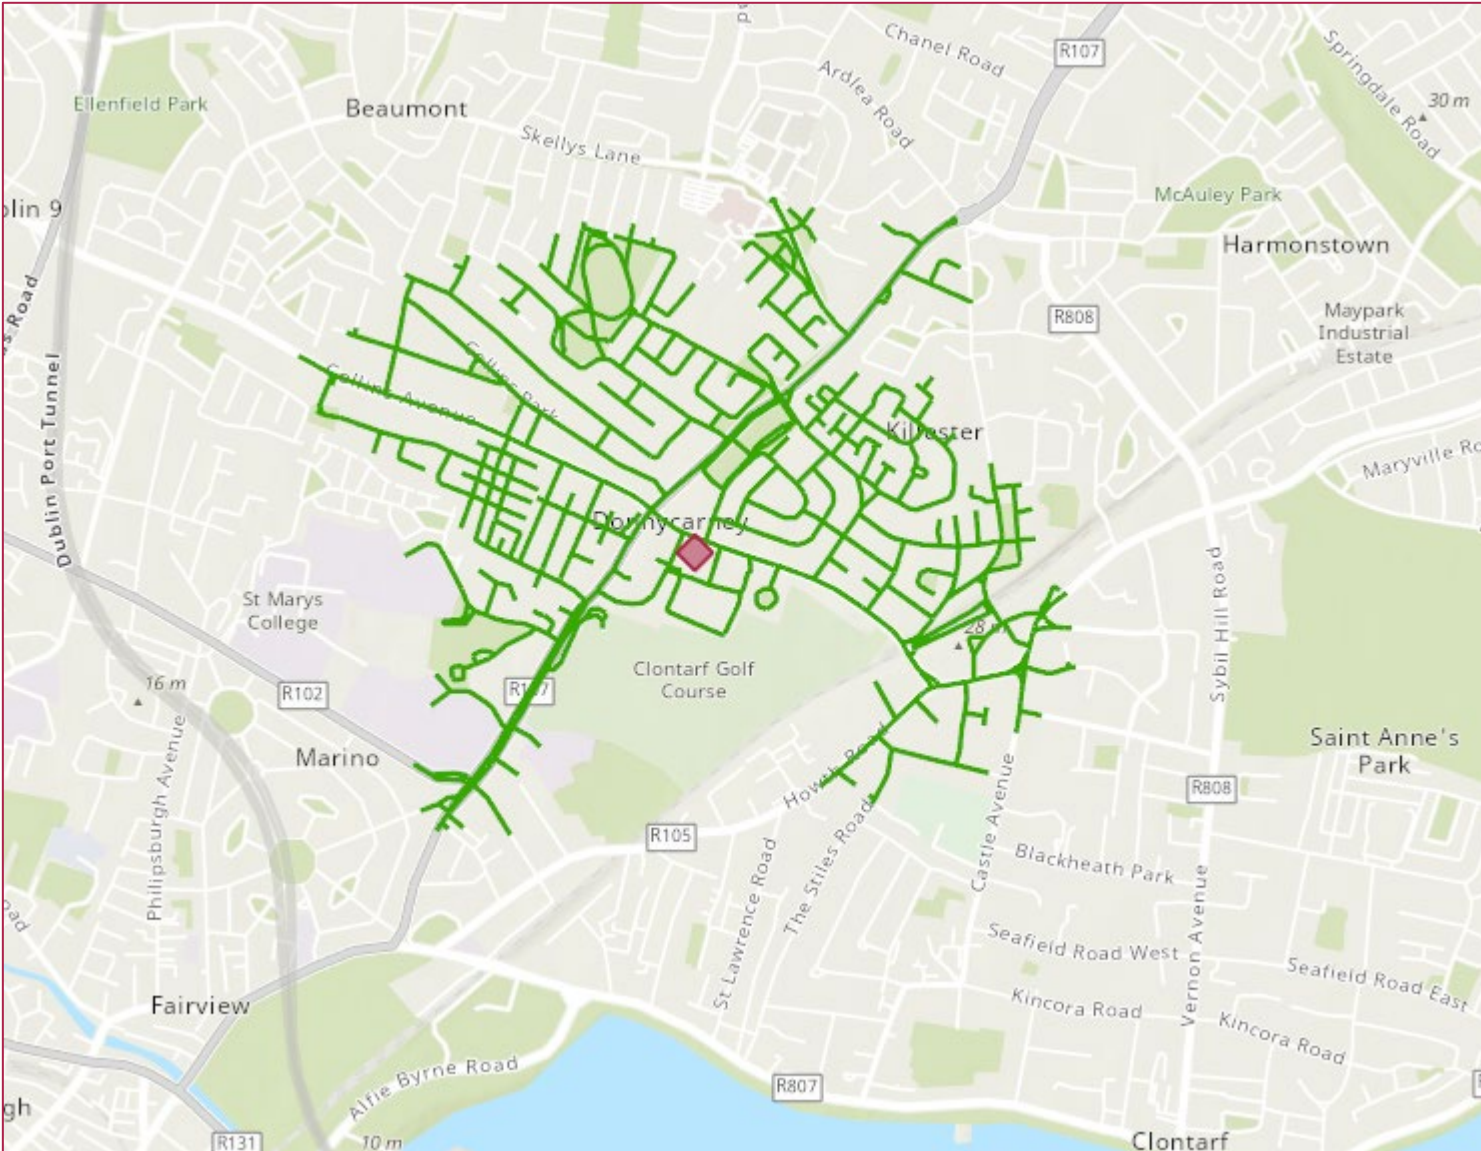 Chanel Road
R107
Springdale Road
30 m
Ellenfield Park
Beaumont
Ardlea Road
Skellys Lane
McAuley Park
Harmonstown
Maypark
Industrial
Estate
R808
Dublin Port Tunnel
Collins Park
Collins Avenue
Killester
Maryville
Donnycarney
St Marys
College
Sybil Hill Road
28 m
16 m
R102
Clontarf Golf
Course
Marino
Philipsburgh Avenue
Howth Road
Saint Anne's
Park
R808
R105
Castle Avenue
Blackheath Park
St Lawrence Road
The Stiles Road
Vernon Avenue
Seafield Road West
Seafield Road East
Fairview
Kincora Road
Kincora Road
Alfie Byrne Road
R807
R131
10 m
Clontarf